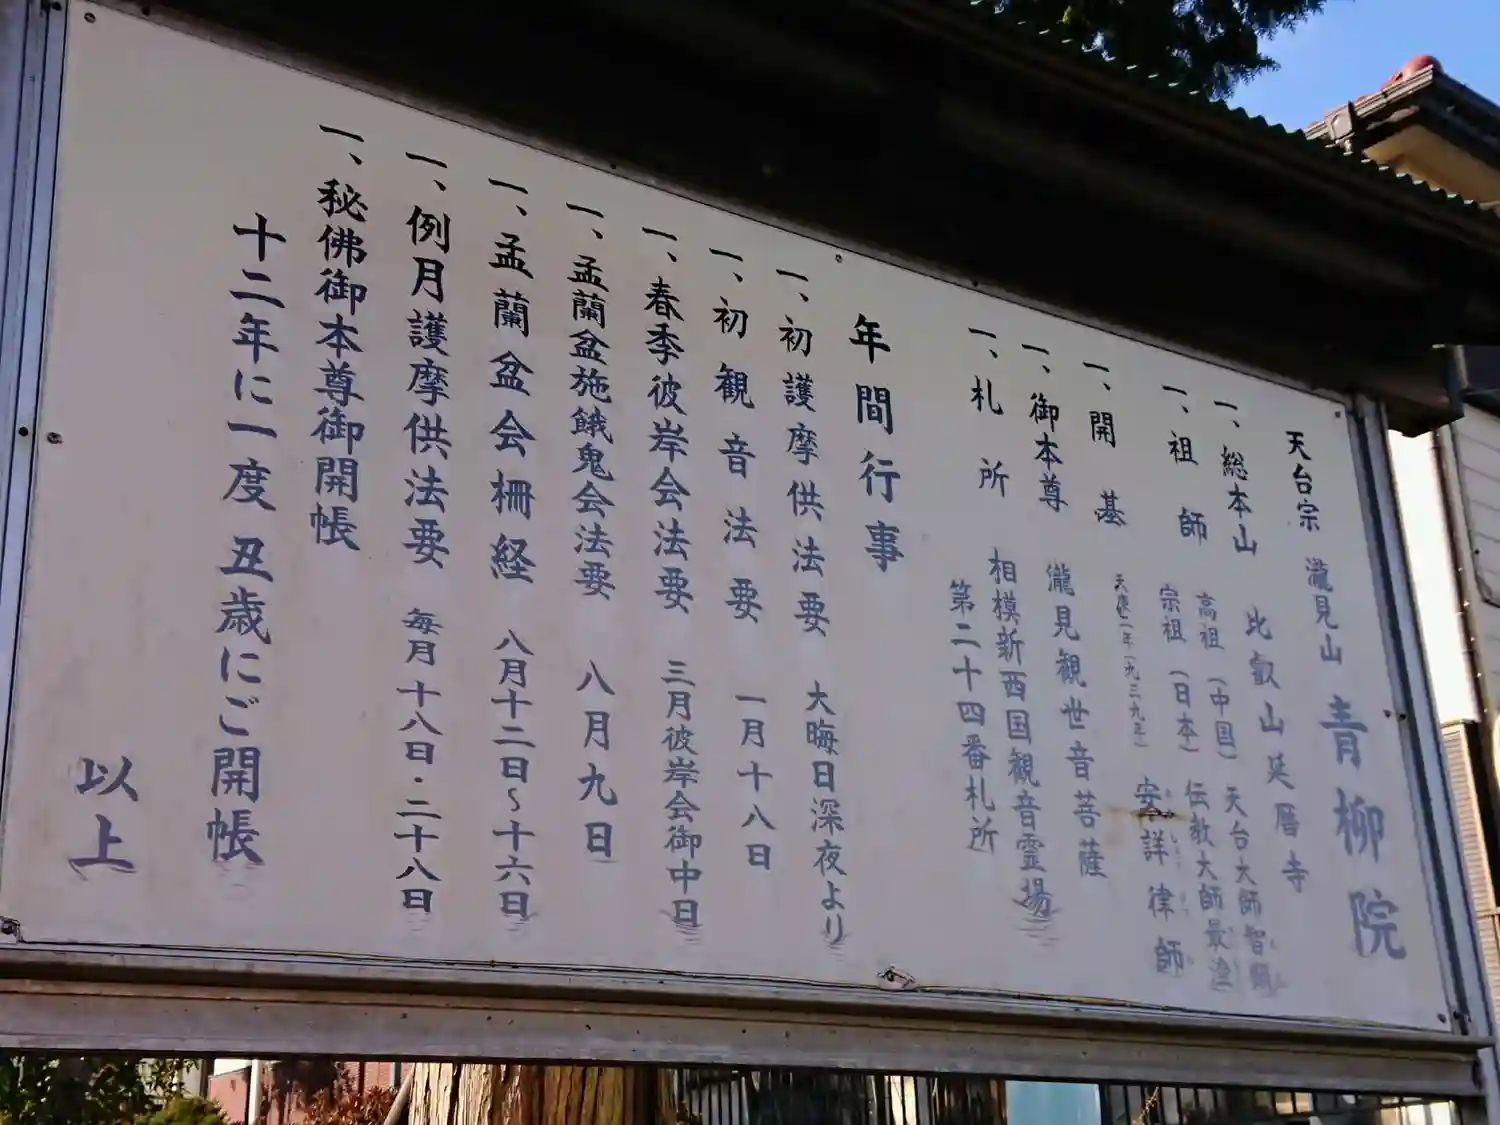 天台宗 瀧見山 青柳院
一、総本山 比叡山延暦寺
一、祖師 高祖（中国）天台大師智顗
宗祖（日本）伝教大師最澄
一、開基 安詳律師
一、御本尊 瀧見観世音菩薩
一、札所 相模新西国観音霊場
第二十四番札所
年間行事
一、初護摩供法要 大晦日深夜より
一、初観音法要 一月十八日
一、春季彼岸会法要 三月彼岸会御中日
一、孟蘭盆施餓鬼会法要 八月九日
一、孟蘭盆会棚経 八月十二日～十六日
一、例月護摩供法要 毎月十八日・二十八日
一、秘佛御本尊御開帳
十二年に一度 丑歳にご開帳
以上